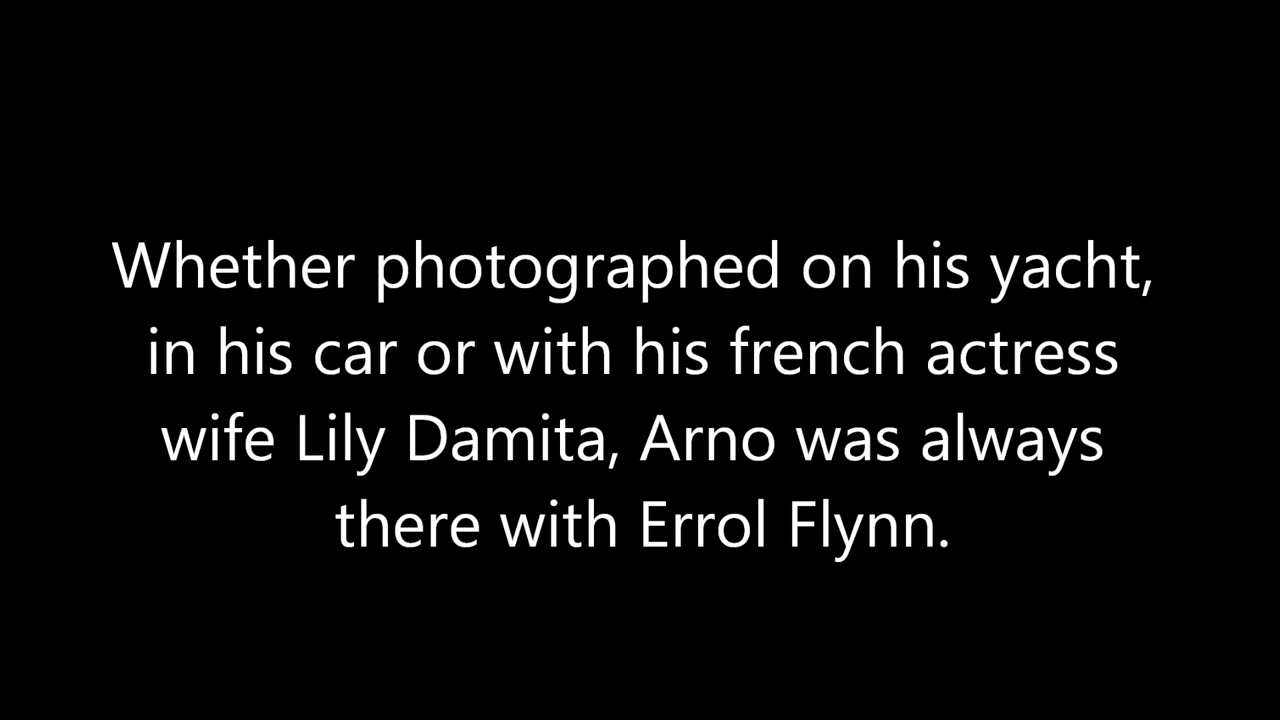 Whether photographed on his yacht,
in his car or with his french actress
wife Lily Damita, Arno was always
there with Errol Flynn.